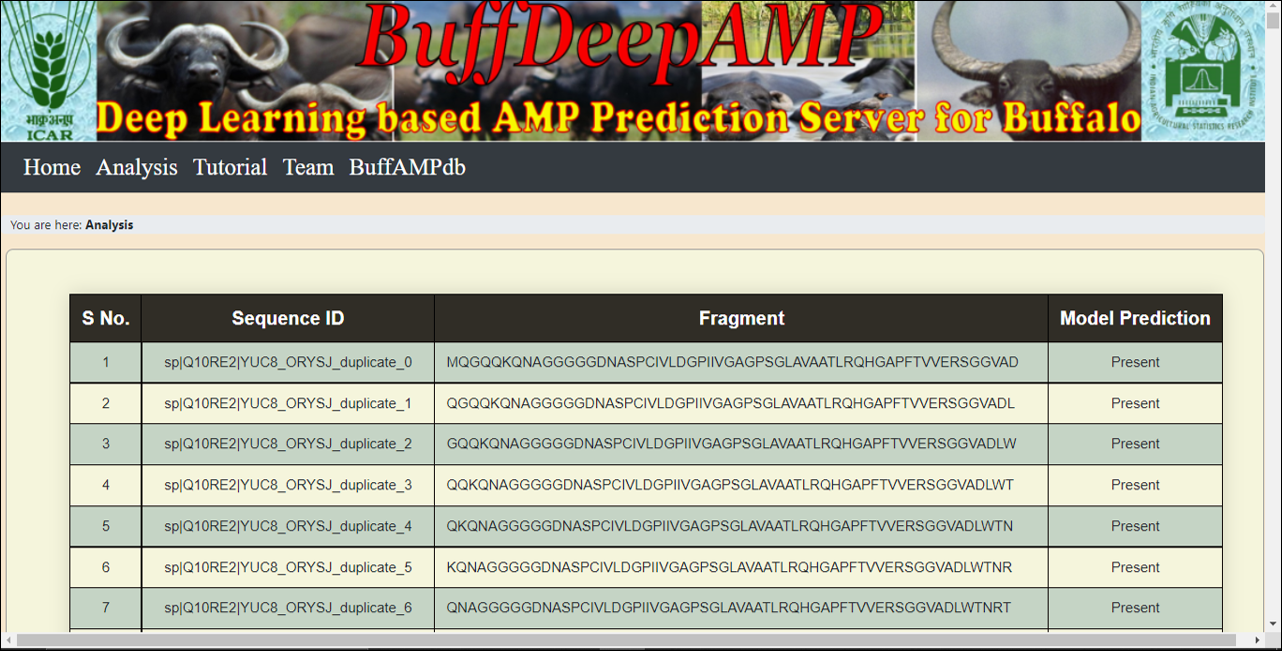 BuffDeepAMP
Deep Learning based AMP Prediction Server for Buffalo
भाकृअनुप
ICAR
Home Analysis Tutorial Team BuffAMPdb
You are here: Analysis
S No. Sequence ID Fragment Model Prediction
1 sp|Q10RE2|YUC8_ORYSJ_duplicate_0 MQGQQKQNAGGGGGDNASPCIVLDGPIIVGAGPSGLAVAATLRQHGAPFTVVERSGGVAD Present
2 sp|Q10RE2|YUC8_ORYSJ_duplicate_1 QGQQKQNAGGGGGDNASPCIVLDGPIIVGAGPSGLAVAATLRQHGAPFTVVERSGGVADL Present
3 sp|Q10RE2|YUC8_ORYSJ_duplicate_2 GQQKQNAGGGGGDNASPCIVLDGPIIVGAGPSGLAVAATLRQHGAPFTVVERSGGVADLW Present
4 sp|Q10RE2|YUC8_ORYSJ_duplicate_3 QQKQNAGGGGGDNASPCIVLDGPIIVGAGPSGLAVAATLRQHGAPFTVVERSGGVADLWT Present
5 sp|Q10RE2|YUC8_ORYSJ_duplicate_4 QKQNAGGGGGDNASPCIVLDGPIIVGAGPSGLAVAATLRQHGAPFTVVERSGGVADLWTN Present
6 sp|Q10RE2|YUC8_ORYSJ_duplicate_5 KQNAGGGGGDNASPCIVLDGPIIVGAGPSGLAVAATLRQHGAPFTVVERSGGVADLWTNR Present
7 sp|Q10RE2|YUC8_ORYSJ_duplicate_6 QNAGGGGGDNASPCIVLDGPIIVGAGPSGLAVAATLRQHGAPFTVVERSGGVADLWTNRT Present